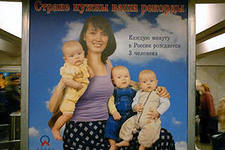 Стране нужны ваши рекорды
Каждую минуту
в России рождается
3 человека